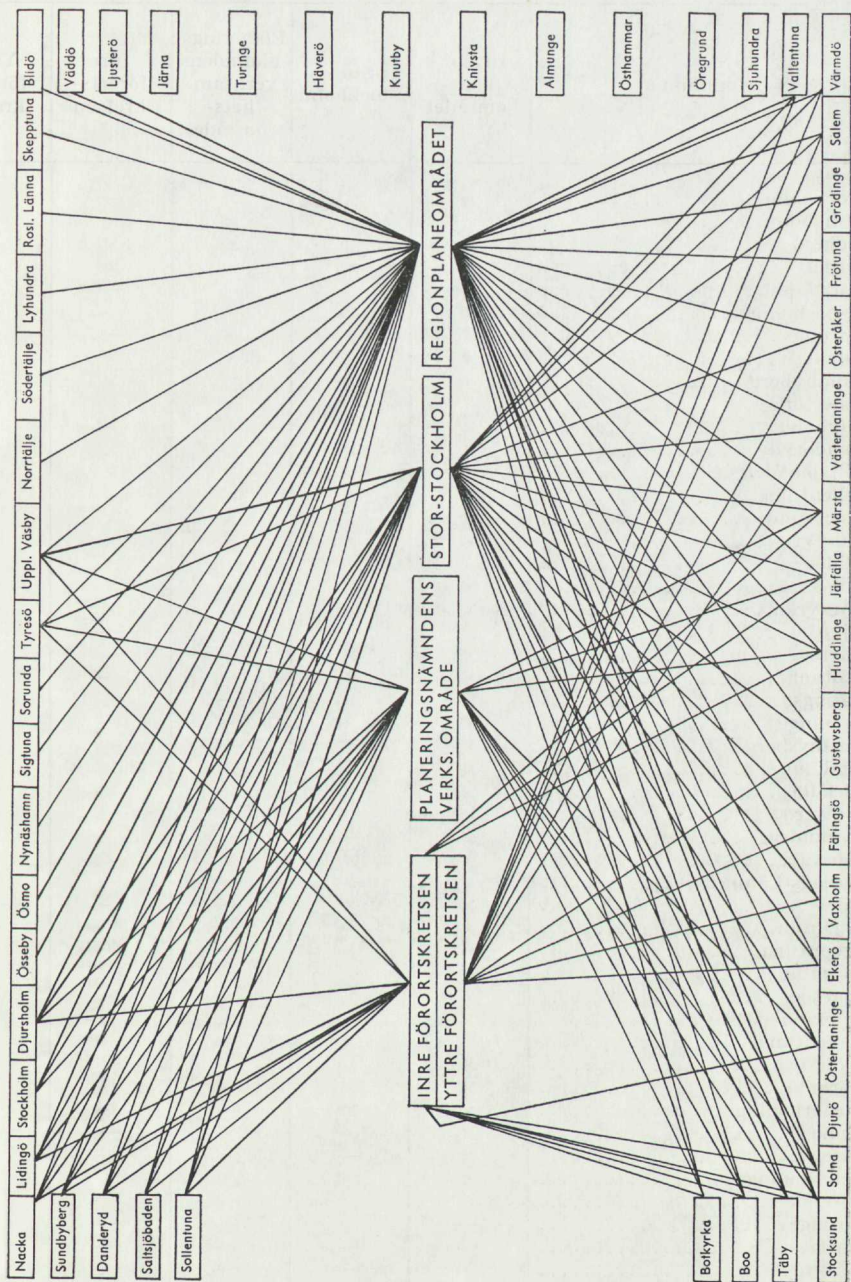 Nacka
Lidingö
Stockholm
Djursholm
Össeby
Ösmo
Nynäshamn
Sigtuna
Sorunda
Tyresö
Uppl. Väsby
Norrtälje
Södertälje
Lyhundra
Rosl. Länna
Skepptuna
Blidö
Sundbyberg
Danderyd
Saltsjöbaden
Sollentuna
Väddö
Ljusterö
Järna
Turinge
Häverö
Knutby
Knivsta
Almunge
Östhammar
Öregrund
Sjuhundra
Vallentuna
INRE FÖRORTSKRETSEN
YTTRE FÖRORTSKRETSEN
PLANERINGSNÄMNDENS
VERKS. OMRÅDE
STOR-STOCKHOLM
REGIONPLANEOMRÅDET
Botkyrka
Boo
Täby
Stocksund
Solna
Djurö
Österhaninge
Ekerö
Vaxholm
Färingsö
Gustavsberg
Huddinge
Järfälla
Märsta
Västerhaninge
Österåker
Frötuna
Grödinge
Salem
Värmdö